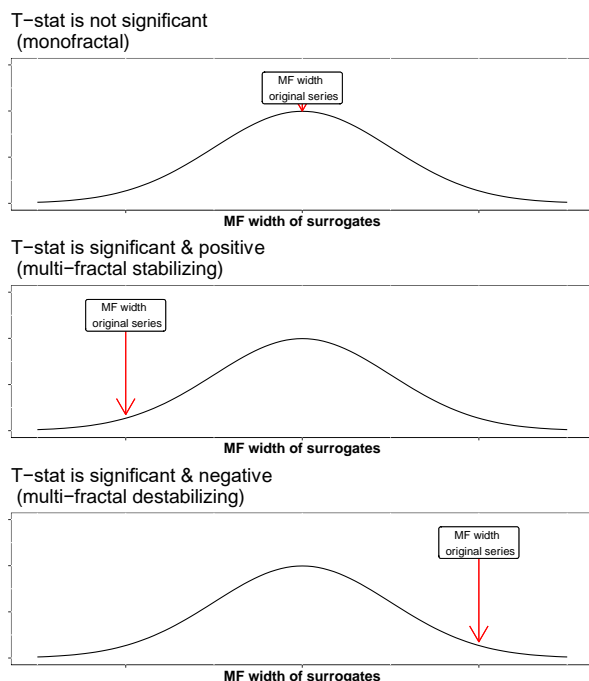 T−stat is not significant
(monofractal)
MF width
original series
MF width of surrogates
T−stat is significant & positive
(multi−fractal stabilizing)
MF width
original series
MF width of surrogates
T−stat is significant & negative
(multi−fractal destabilizing)
MF width
original series
MF width of surrogates